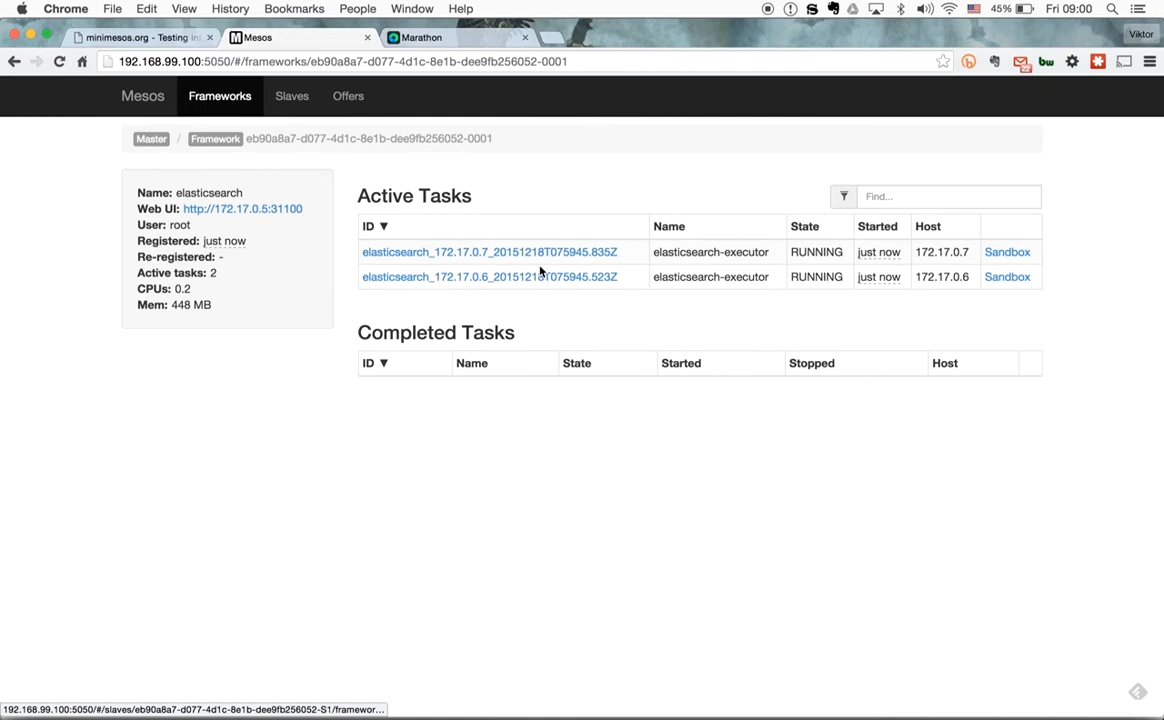 Chrome File Edit View History Bookmarks People Window Help 45% Fri 09:00
minimesos.org - Testing in Mesos Marathon Viktor
192.168.99.100:5050/#/frameworks/eb90a8a7-d077-4d1c-8e1b-dee9fb256052-0001
Mesos Frameworks Slaves Offers
Master / Framework eb90a8a7-d077-4d1c-8e1b-dee9fb256052-0001
Name: elasticsearch
Web UI: http://172.17.0.5:31100
User: root
Registered: just now
Re-registered: -
Active tasks: 2
CPUs: 0.2
Mem: 448 MB
Active Tasks
Find...
ID ▼ Name State Started Host
elasticsearch_172.17.0.7_20151218T075945.835Z elasticsearch-executor RUNNING just now 172.17.0.7 Sandbox
elasticsearch_172.17.0.6_20151218T075945.523Z elasticsearch-executor RUNNING just now 172.17.0.6 Sandbox
Completed Tasks
ID ▼ Name State Started Stopped Host
192.168.99.100:5050/#/slaves/eb90a8a7-d077-4d1c-8e1b-dee9fb256052-S1/framewor...